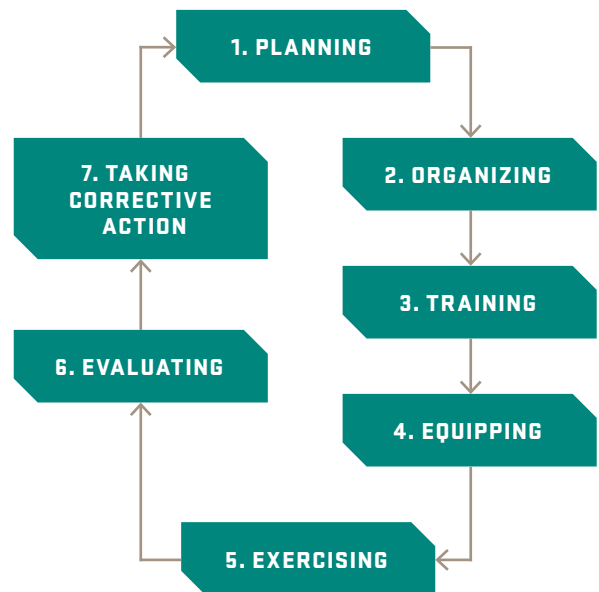 1. PLANNING
2. ORGANIZING
3. TRAINING
4. EQUIPPING
5. EXERCISING
6. EVALUATING
7. TAKING
CORRECTIVE
ACTION